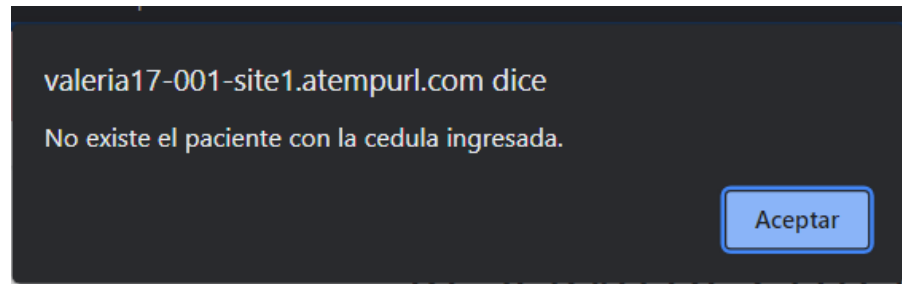 valeria17-001-site1.atempurl.com dice
No existe el paciente con la cedula ingresada.
Aceptar